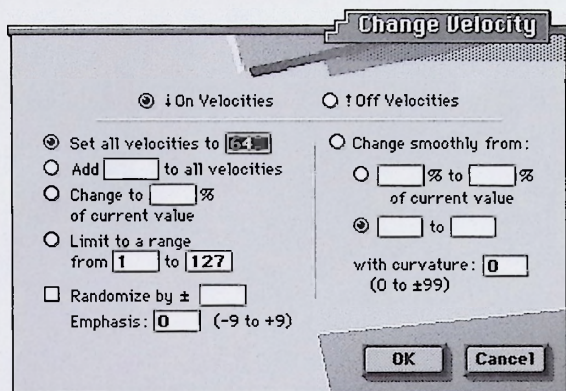 Change Velocity
↓On Velocities
↑Off Velocities
Set all velocities to 64
Add to all velocities
Change to %
of current value
Limit to a range
from 1 to 127
Randomize by ±
Emphasis: 0 (-9 to +9)
Change smoothly from:
% to %
of current value
to
with curvature: 0
(0 to ±99)
OK
Cancel